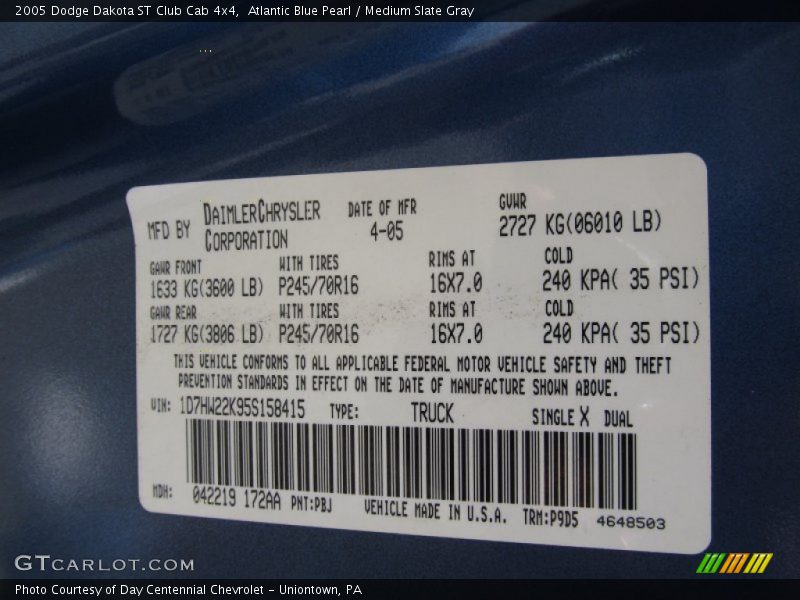 2005 Dodge Dakota ST Club Cab 4x4,  Atlantic Blue Pearl / Medium Slate Gray
MFD BY DAIMLERCHRYSLER CORPORATION DATE OF MFR 4-05 GVWR 2727 KG(06010 LB)
GAWR FRONT WITH TIRES RIMS AT COLD
1633 KG(3600 LB) P245/70R16 16X7.0 240 KPA( 35 PSI)
GAWR REAR WITH TIRES RIMS AT COLD
1727 KG(3806 LB) P245/70R16 16X7.0 240 KPA( 35 PSI)
THIS VEHICLE CONFORMS TO ALL APPLICABLE FEDERAL MOTOR VEHICLE SAFETY AND THEFT
PREVENTION STANDARDS IN EFFECT ON THE DATE OF MANUFACTURE SHOWN ABOVE.
VIN: 1D7HW22K95S158415 TYPE: TRUCK SINGLE X DUAL
MDH: 042219 172AA PNT:PBJ VEHICLE MADE IN U.S.A. TRM:P9D5 4648503
GTCARLOT.COM
Photo Courtesy of Day Centennial Chevrolet - Uniontown, PA